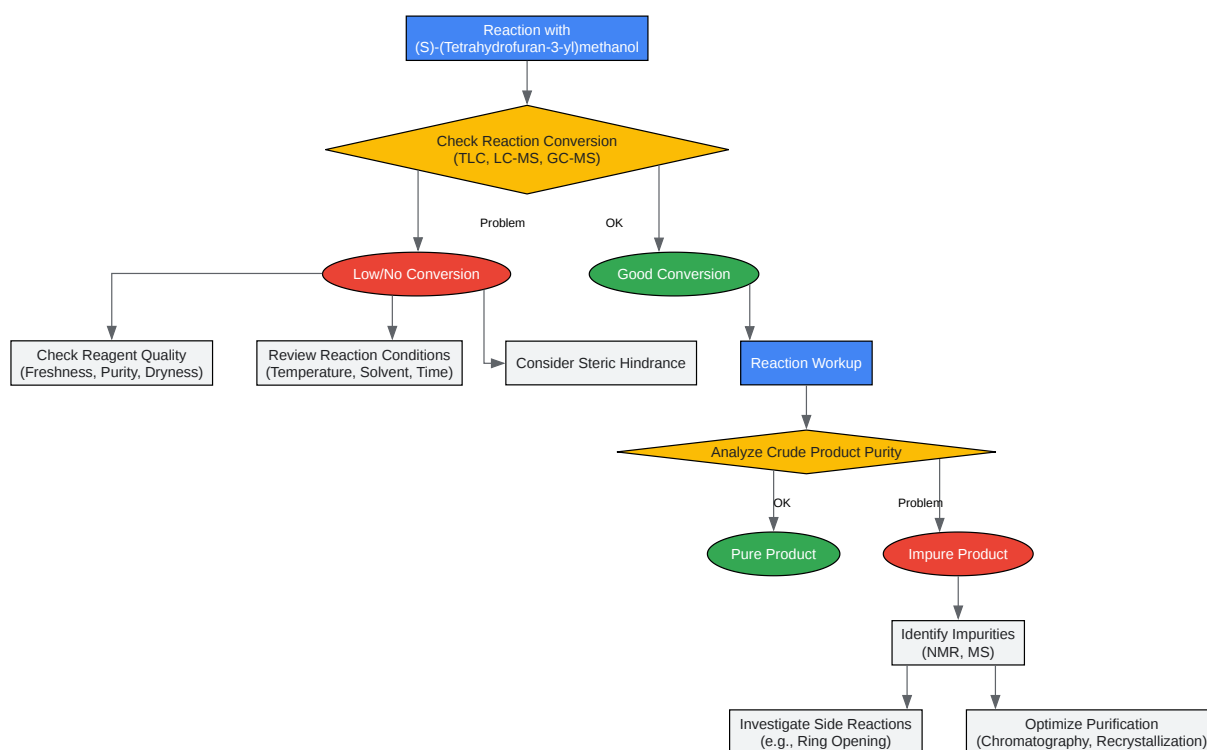 Reaction with
(S)-(Tetrahydrofuran-3-yl)methanol
Check Reaction Conversion
(TLC, LC-MS, GC-MS)
Problem
OK
Low/No Conversion
Good Conversion
Check Reagent Quality
(Freshness, Purity, Dryness)
Review Reaction Conditions
(Temperature, Solvent, Time)
Consider Steric Hindrance
Reaction Workup
Analyze Crude Product Purity
OK
Problem
Pure Product
Impure Product
Identify Impurities
(NMR, MS)
Investigate Side Reactions
(e.g., Ring Opening)
Optimize Purification
(Chromatography, Recrystallization)